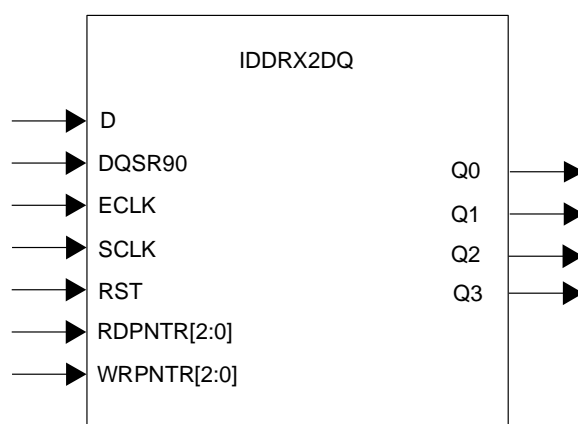 IDDRX2DQ
D
DQSR90
ECLK
SCLK
RST
RDPNTR[2:0]
WRPNTR[2:0]
Q0
Q1
Q2
Q3